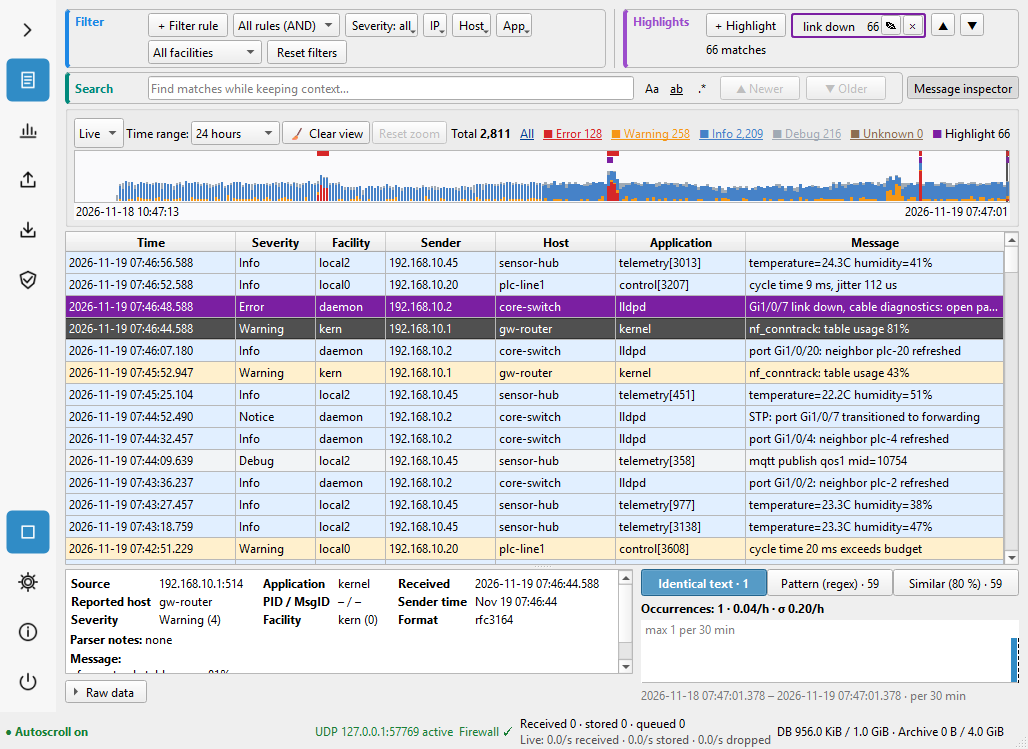 Filter + Filter rule All rules (AND) Severity: all IP Host App
All facilities Reset filters
Highlights + Highlight link down 66 × ▲ ▼
66 matches
Search Find matches while keeping context... Aa ab .* ▲ Newer ▼ Older Message inspector
Live Time range: 24 hours Clear view Reset zoom Total 2,811 All Error 128 Warning 258 Info 2,209 Debug 216 Unknown 0 Highlight 66
2026-11-18 10:47:13 2026-11-19 07:47:01
Time Severity Facility Sender Host Application Message
2026-11-19 07:46:56.588 Info local2 192.168.10.45 sensor-hub telemetry[3013] temperature=24.3C humidity=41%
2026-11-19 07:46:52.588 Info local0 192.168.10.20 plc-line1 control[3207] cycle time 9 ms, jitter 112 us
2026-11-19 07:46:48.588 Error daemon 192.168.10.2 core-switch lldpd Gi1/0/7 link down, cable diagnostics: open pa...
2026-11-19 07:46:44.588 Warning kern 192.168.10.1 gw-router kernel nf_conntrack: table usage 81%
2026-11-19 07:46:07.180 Info daemon 192.168.10.2 core-switch lldpd port Gi1/0/20: neighbor plc-20 refreshed
2026-11-19 07:45:52.947 Warning kern 192.168.10.1 gw-router kernel nf_conntrack: table usage 43%
2026-11-19 07:45:25.104 Info local2 192.168.10.45 sensor-hub telemetry[451] temperature=22.2C humidity=51%
2026-11-19 07:44:52.490 Notice daemon 192.168.10.2 core-switch lldpd STP: port Gi1/0/7 transitioned to forwarding
2026-11-19 07:44:32.457 Info daemon 192.168.10.2 core-switch lldpd port Gi1/0/4: neighbor plc-4 refreshed
2026-11-19 07:44:09.639 Debug local2 192.168.10.45 sensor-hub telemetry[358] mqtt publish qos1 mid=10754
2026-11-19 07:43:36.237 Info daemon 192.168.10.2 core-switch lldpd port Gi1/0/2: neighbor plc-2 refreshed
2026-11-19 07:43:27.457 Info local2 192.168.10.45 sensor-hub telemetry[977] temperature=23.3C humidity=38%
2026-11-19 07:43:18.759 Info local2 192.168.10.45 sensor-hub telemetry[3138] temperature=23.3C humidity=47%
2026-11-19 07:42:51.229 Warning local0 192.168.10.20 plc-line1 control[3608] cycle time 20 ms exceeds budget
Source 192.168.10.1:514 Application kernel Received 2026-11-19 07:46:44.588
Reported host gw-router PID / MsgID – / – Sender time Nov 19 07:46:44
Severity Warning (4) Facility kern (0) Format rfc3164
Parser notes: none
Message:
Raw data
Identical text · 1 Pattern (regex) · 59 Similar (80 %) · 59
Occurrences: 1 · 0.04/h · σ 0.20/h
max 1 per 30 min
2026-11-18 07:47:01.378 – 2026-11-19 07:47:01.378 · per 30 min
● Autoscroll on UDP 127.0.0.1:57769 active Firewall ✓ Received 0 · stored 0 · queued 0 DB 956.0 KiB / 1.0 GiB · Archive 0 B / 4.0 GiB
Live: 0.0/s received · 0.0/s stored · 0.0/s dropped